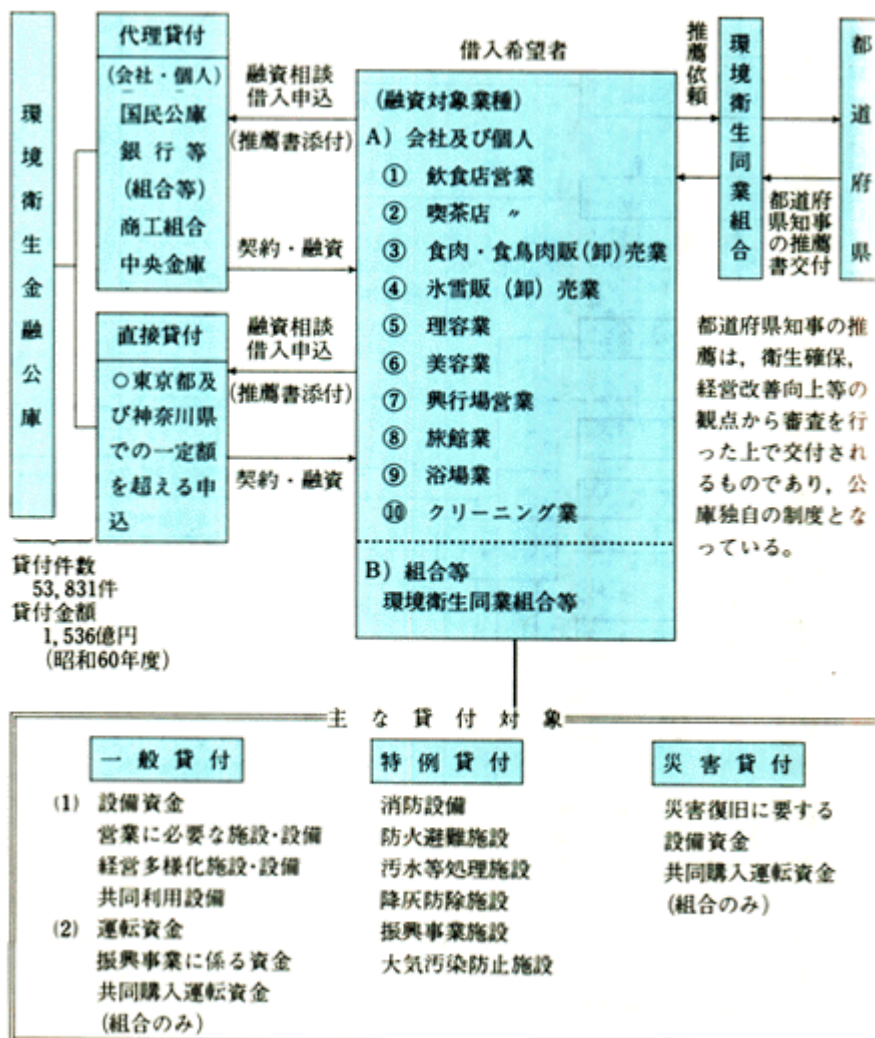 環境衛生金融公庫
代理貸付
(会社・個人)
国民公庫
銀行等
(組合等)
商工組合
中央金庫
直接貸付
○東京都及
び神奈川県
での一定額
を超える申
込
貸付件数
53,831件
貸付金額
1,536億円
(昭和60年度)
融資相談
借入申込
(推薦書添付)
契約・融資
融資相談
借入申込
(推薦書添付)
契約・融資
借入希望者
(融資対象業種)
A) 会社及び個人
① 飲食店営業
② 喫茶店 〃
③ 食肉・食鳥肉販(卸)売業
④ 氷雪販(卸)売業
⑤ 理容業
⑥ 美容業
⑦ 興行場営業
⑧ 旅館業
⑨ 浴場業
⑩ クリーニング業
B) 組合等
環境衛生同業組合等
推薦依頼
環境衛生同業組合
都道府県知事の推薦書交付
都道府県
都道府県知事の推
薦は，衛生確保，
経営改善向上等の
観点から審査を行
った上で交付され
るものであり，公
庫独自の制度とな
っている。
主な貸付対象
一般貸付
(1) 設備資金
営業に必要な施設・設備
経営多様化施設・設備
共同利用設備
(2) 運転資金
振興事業に係る資金
共同購入運転資金
(組合のみ)
特例貸付
消防設備
防火避難施設
汚水等処理施設
降灰防除施設
振興事業施設
大気汚染防止施設
災害貸付
災害復旧に要する
設備資金
共同購入運転資金
(組合のみ)